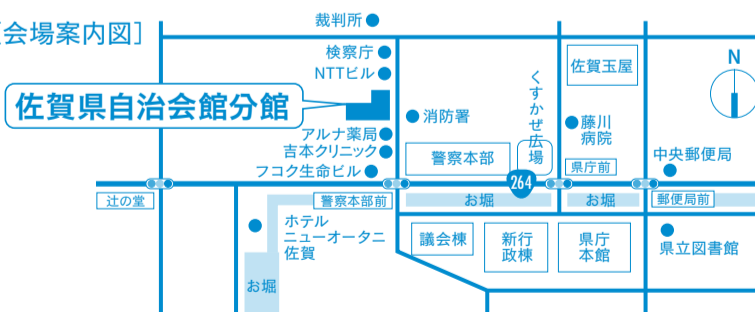 会場案内図］
裁判所
検察庁
NTTビル
佐賀県自治会館分館
アルナ薬局
吉本クリニック
フコク生命ビル
消防署
警察本部
くすかぜ広場
佐賀玉屋
N
藤川
病院
県庁前
中央郵便局
264
辻の堂
警察本部前
お堀
お堀
郵便局前
ホテル
ニューオータニ
佐賀
議会棟
新行
政棟
県庁
本館
県立図書館
お堀